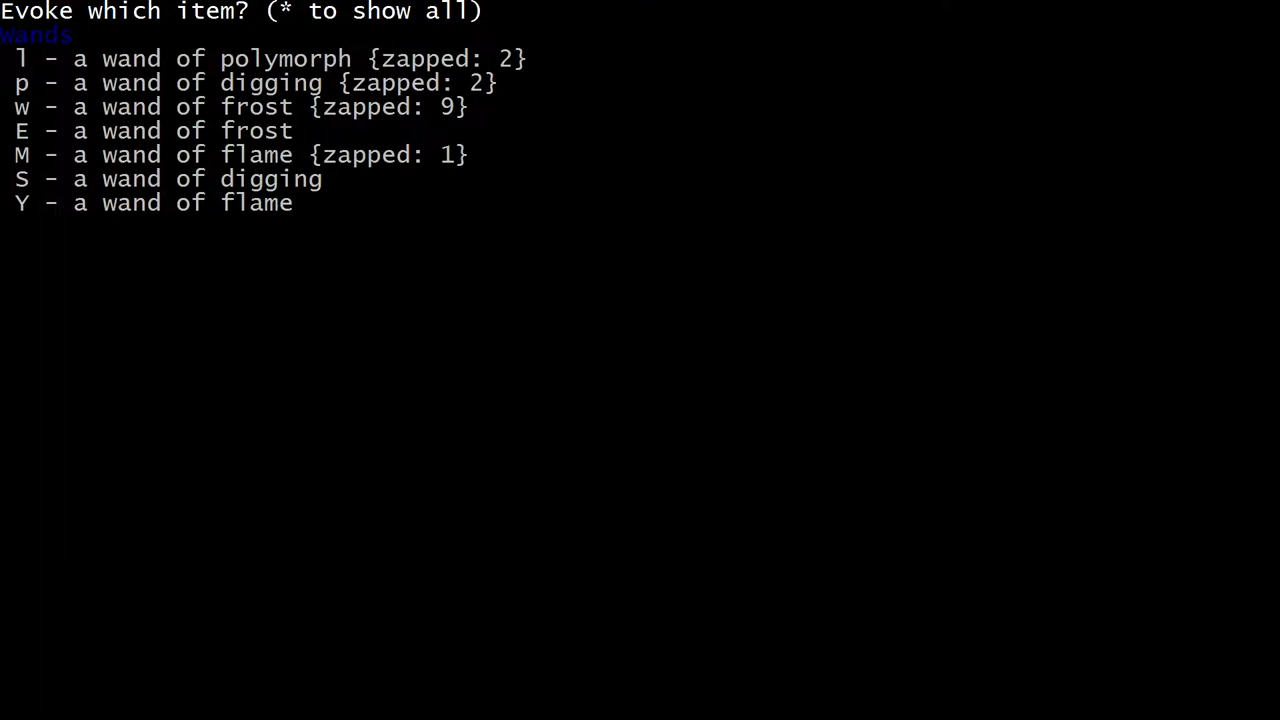 Evoke which item? (* to show all)
Wands
l - a wand of polymorph {zapped: 2}
p - a wand of digging {zapped: 2}
w - a wand of frost {zapped: 9}
E - a wand of frost
M - a wand of flame {zapped: 1}
S - a wand of digging
Y - a wand of flame